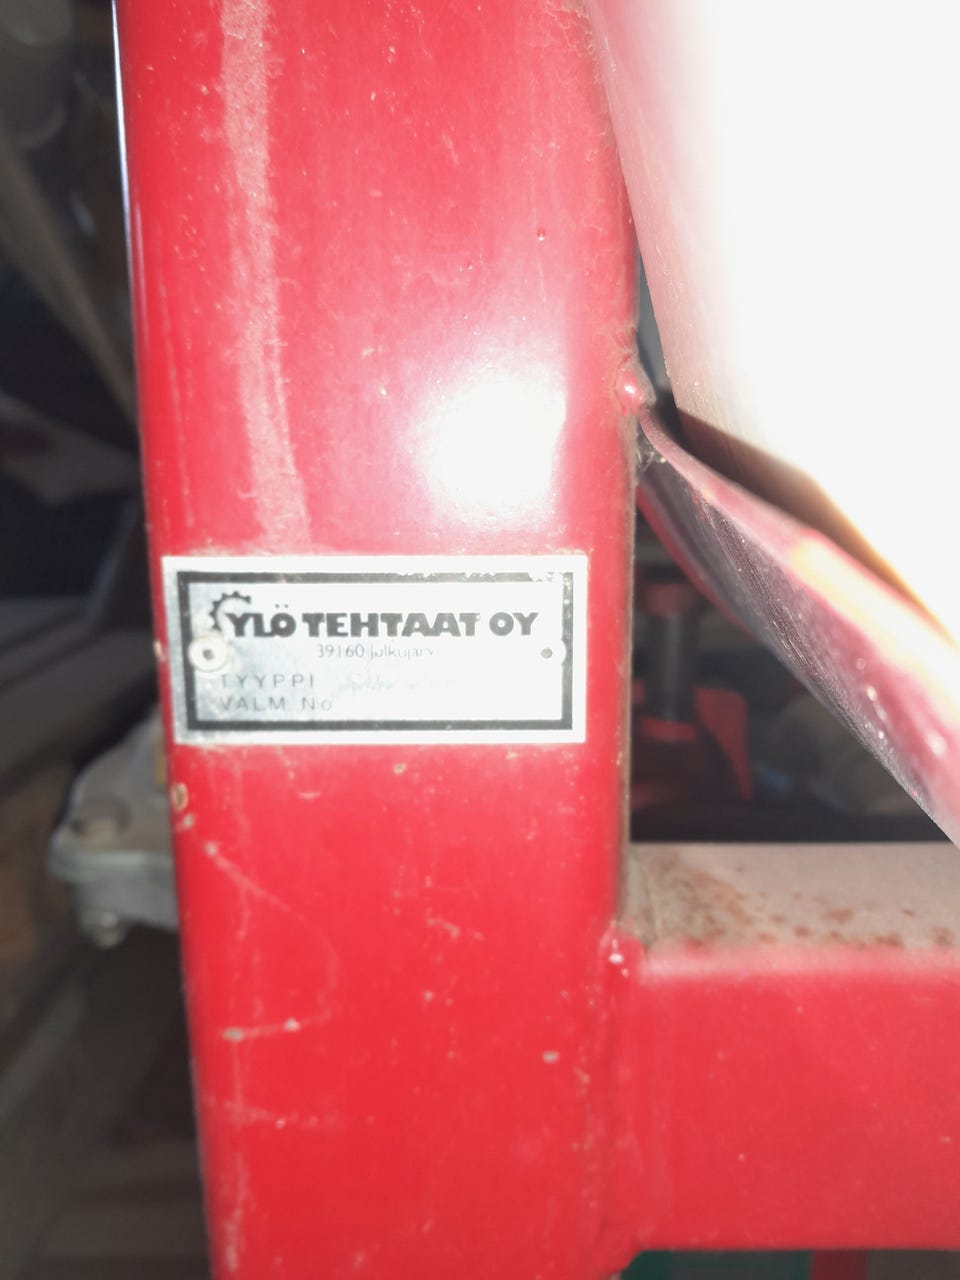 YLÖ TEHTAAT OY
39160 Julkujärvi
TYYPPI
VALM. No